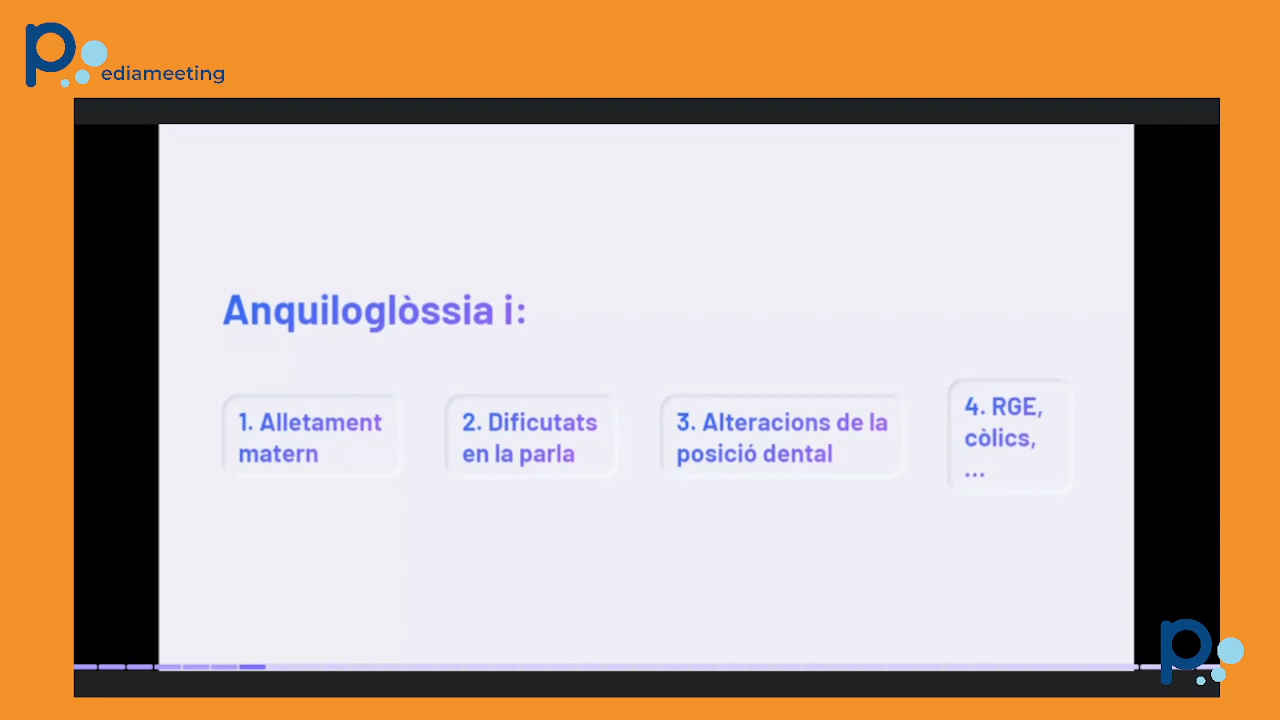 p
ediameeting
Anquiloglòssia i:
1. Alletament
matern
2. Dificutats
en la parla
3. Alteracions de la
posició dental
4. RGE,
còlics,
...
p